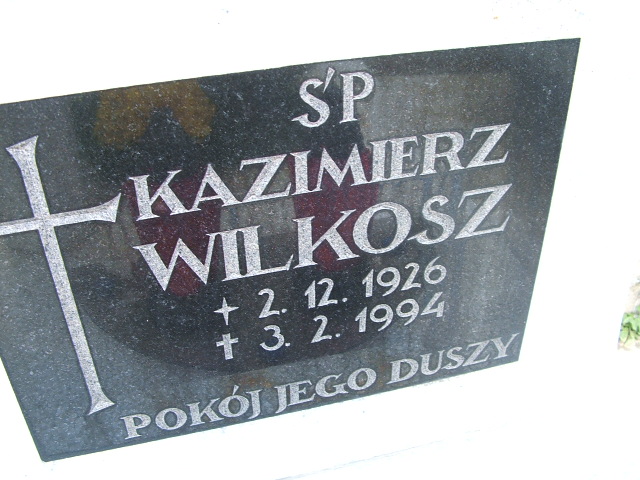 Ś'P
KAZIMIERZ
WILKOSZ
+ 2. 12. 1926
✝ 3. 2. 1994
POKÓJ JEGO DUSZY